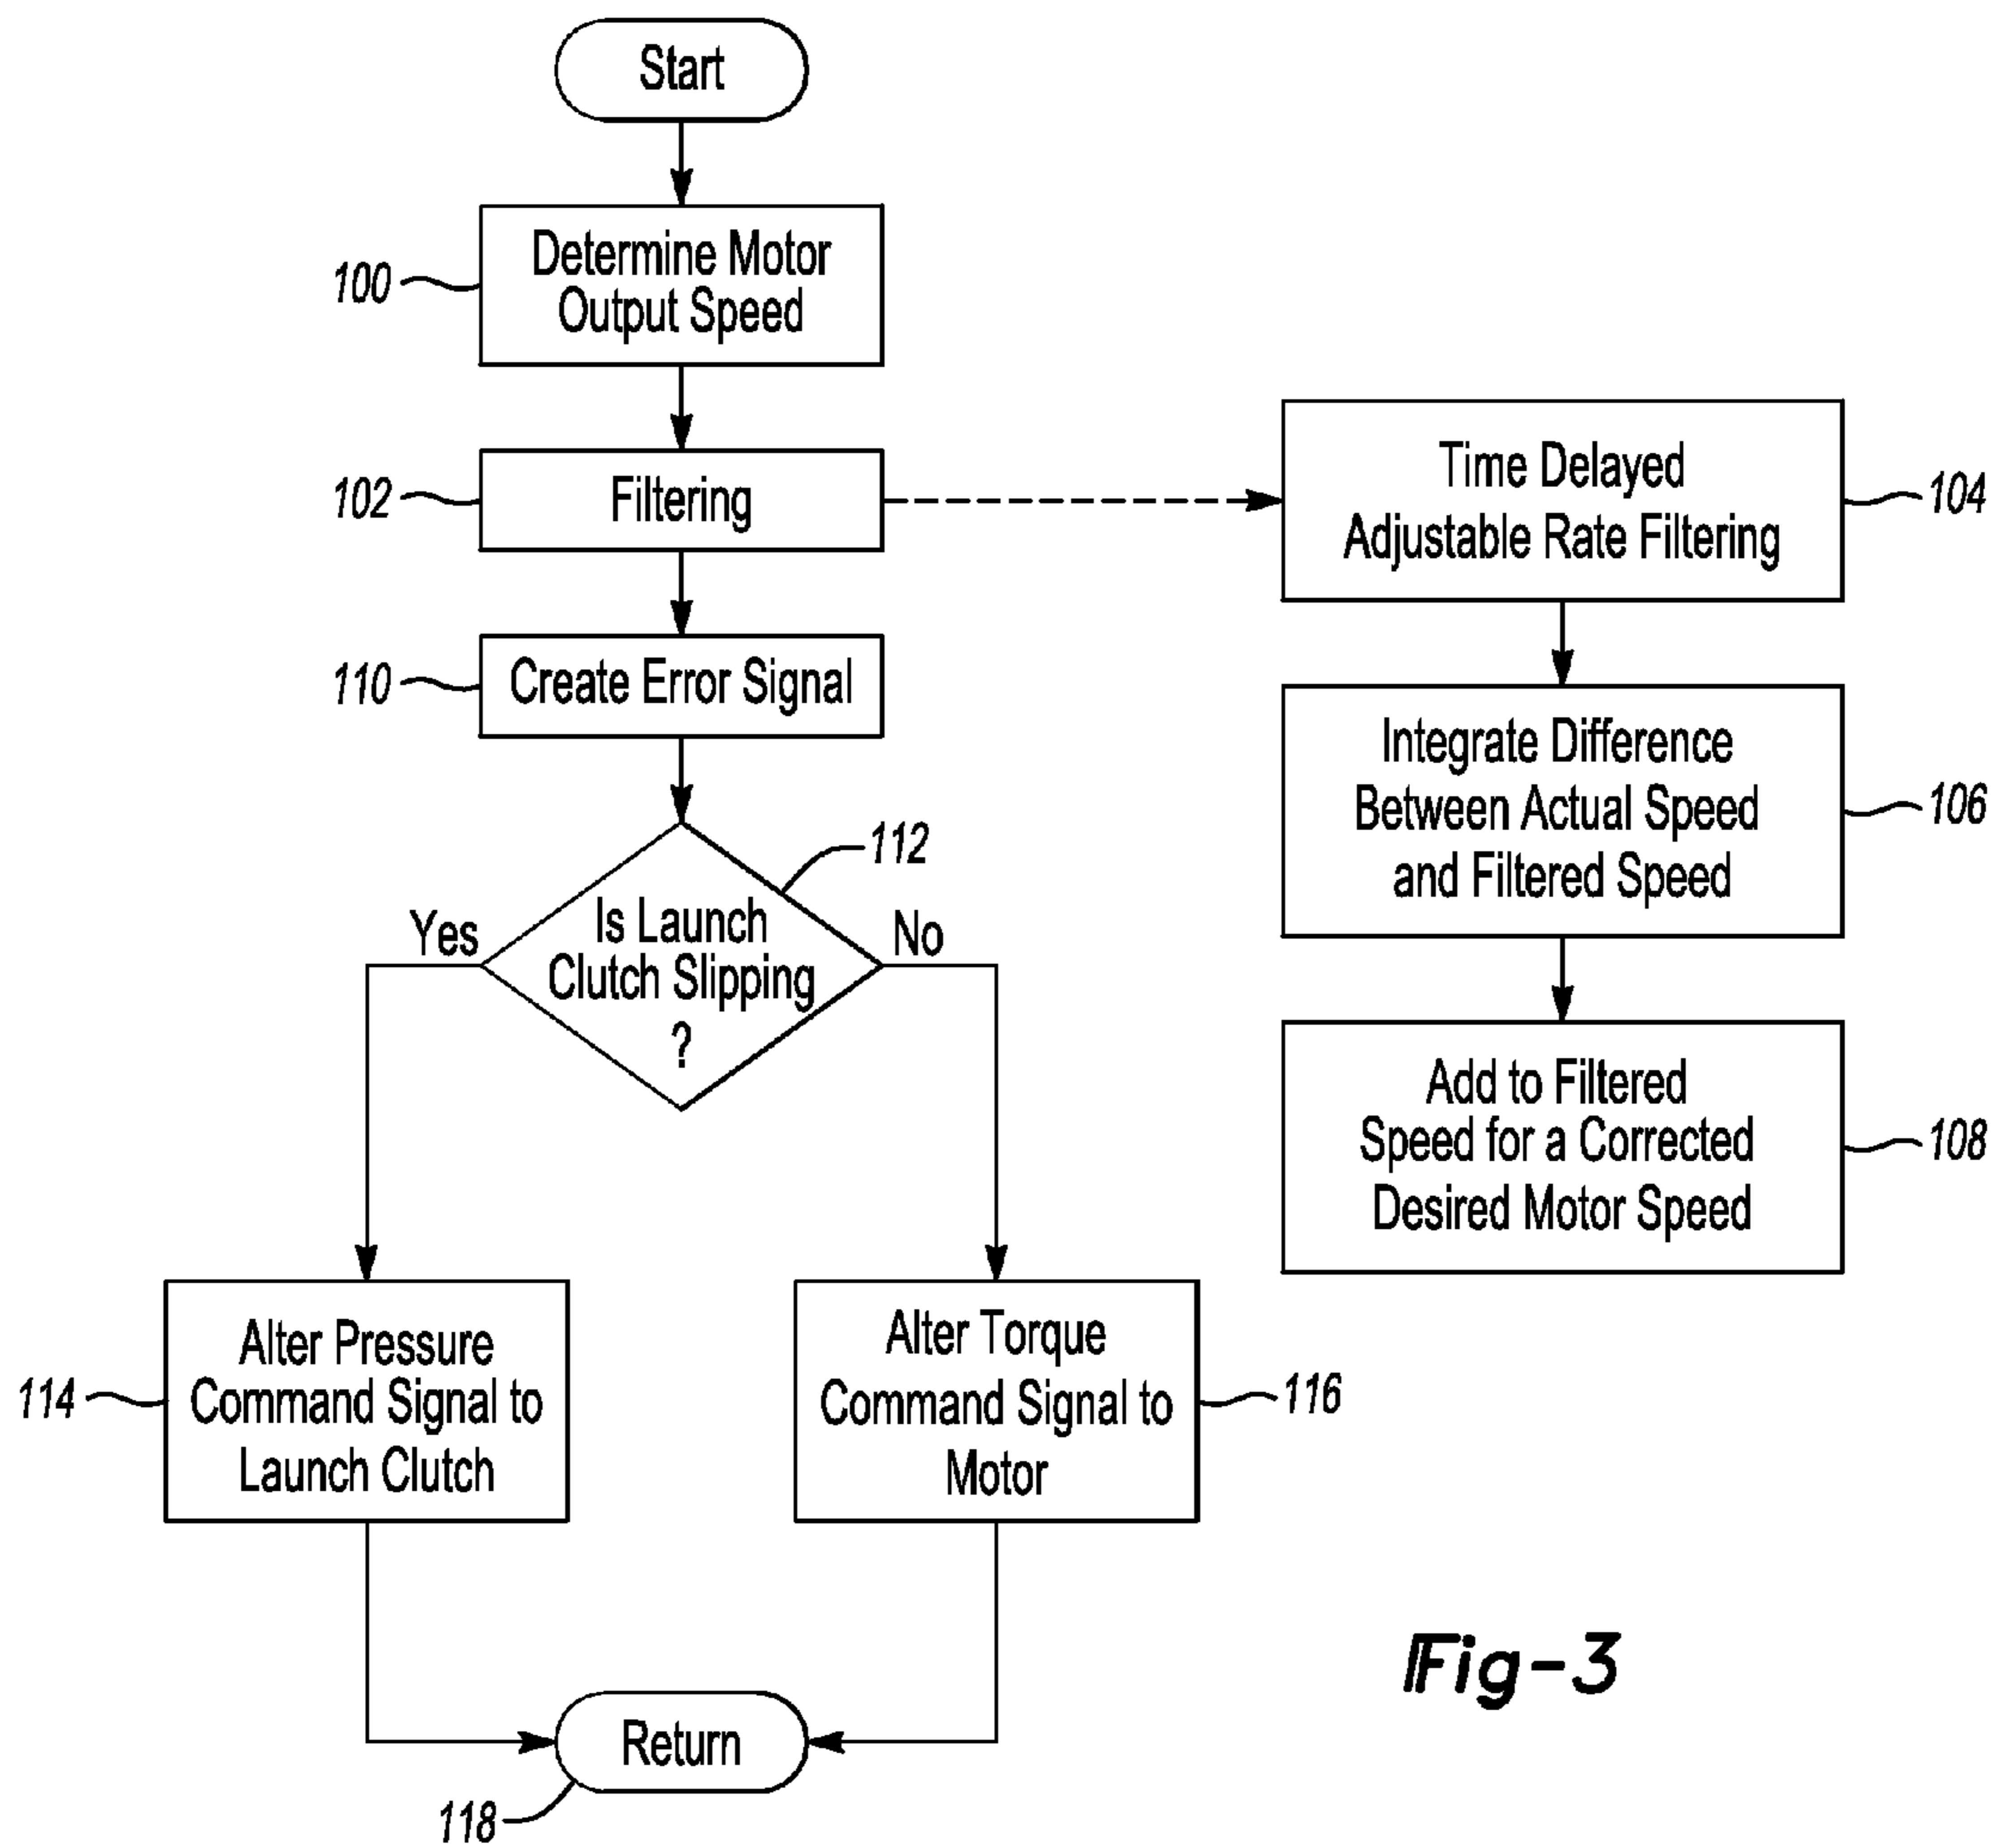 Start
100
Determine Motor
Output Speed
102
Filtering
Time Delayed
Adjustable Rate Filtering
104
110
Create Error Signal
Integrate Difference
Between Actual Speed
and Filtered Speed
106
112
Yes
Is Launch
Clutch Slipping
?
No
Add to Filtered
Speed for a Corrected
Desired Motor Speed
108
114
Alter Pressure
Command Signal to
Launch Clutch
Alter Torque
Command Signal to
Motor
116
Return
118
Fig-3